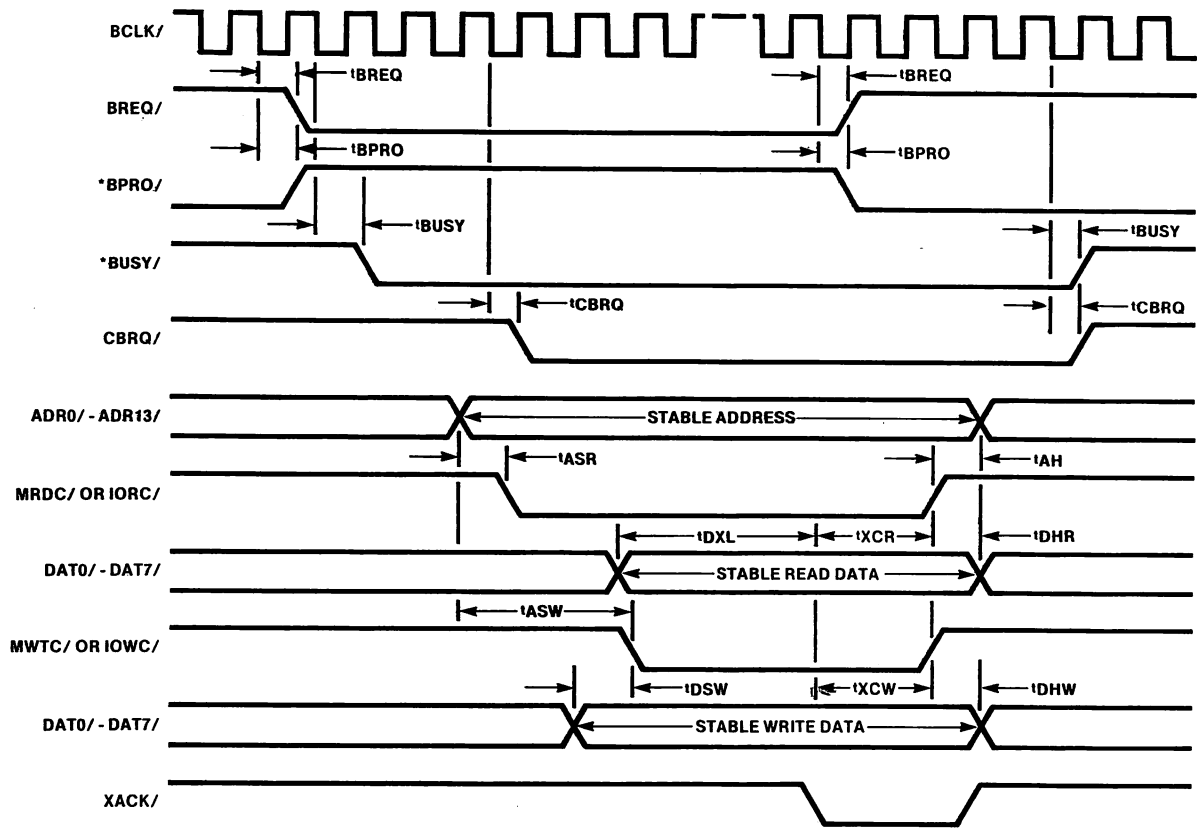 BCLK/
tBREQ tBREQ
BREQ/
tBPRO tBPRO
*BPRO/
tBUSY tBUSY
*BUSY/
tCBRQ tCBRQ
CBRQ/
ADR0/ - ADR13/ STABLE ADDRESS
tASR tAH
MRDC/ OR IORC/
tDXL tXCR tDHR
DAT0/ - DAT7/ STABLE READ DATA
tASW
MWTC/ OR IOWC/
tDSW tXCW tDHW
DAT0/ - DAT7/ STABLE WRITE DATA
XACK/